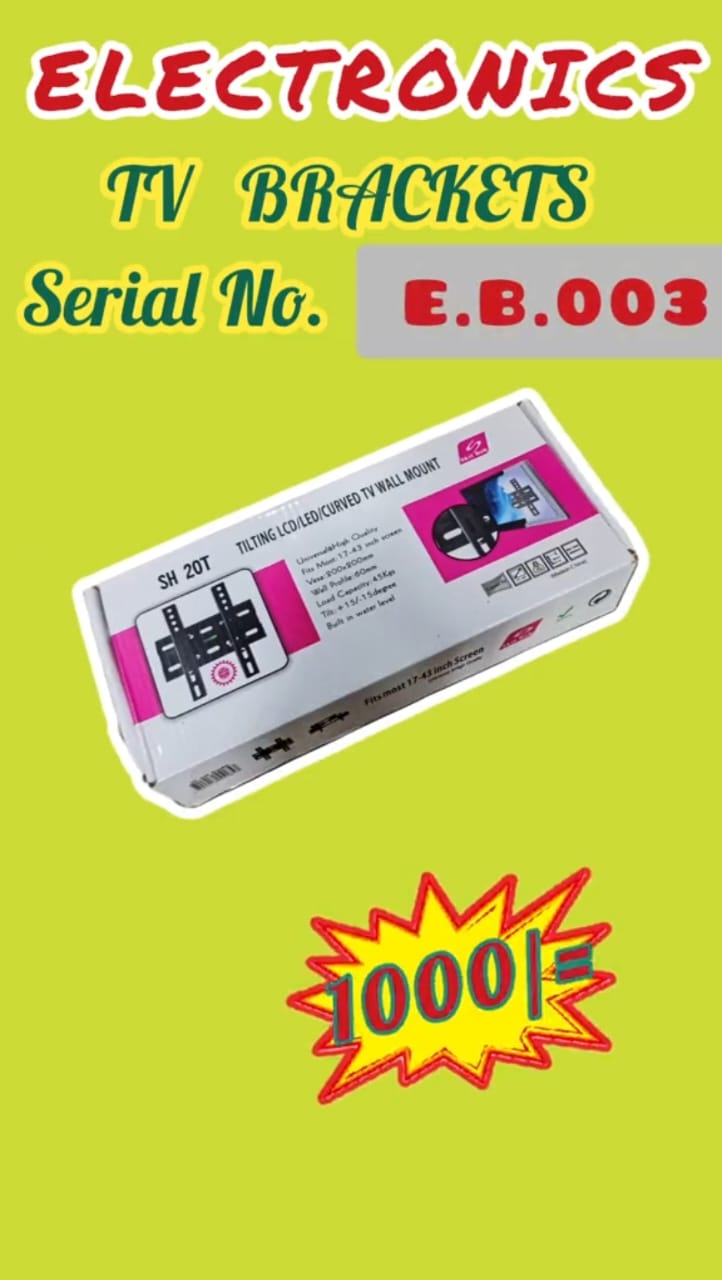 ELECTRONICS
TV BRACKETS
Serial No. E.B.003
TILTING LCD/LED/CURVED TV WALL MOUNT
SH 20T
Universal&High Quality
Fits Most:17-43 inch screen
Vesa:200x200mm
Wall Profile:60mm
Load Capacity:45Kgs
Tilt:+15/-15degree
Built in water level
Fits most 17-43 inch Screen
1000/=